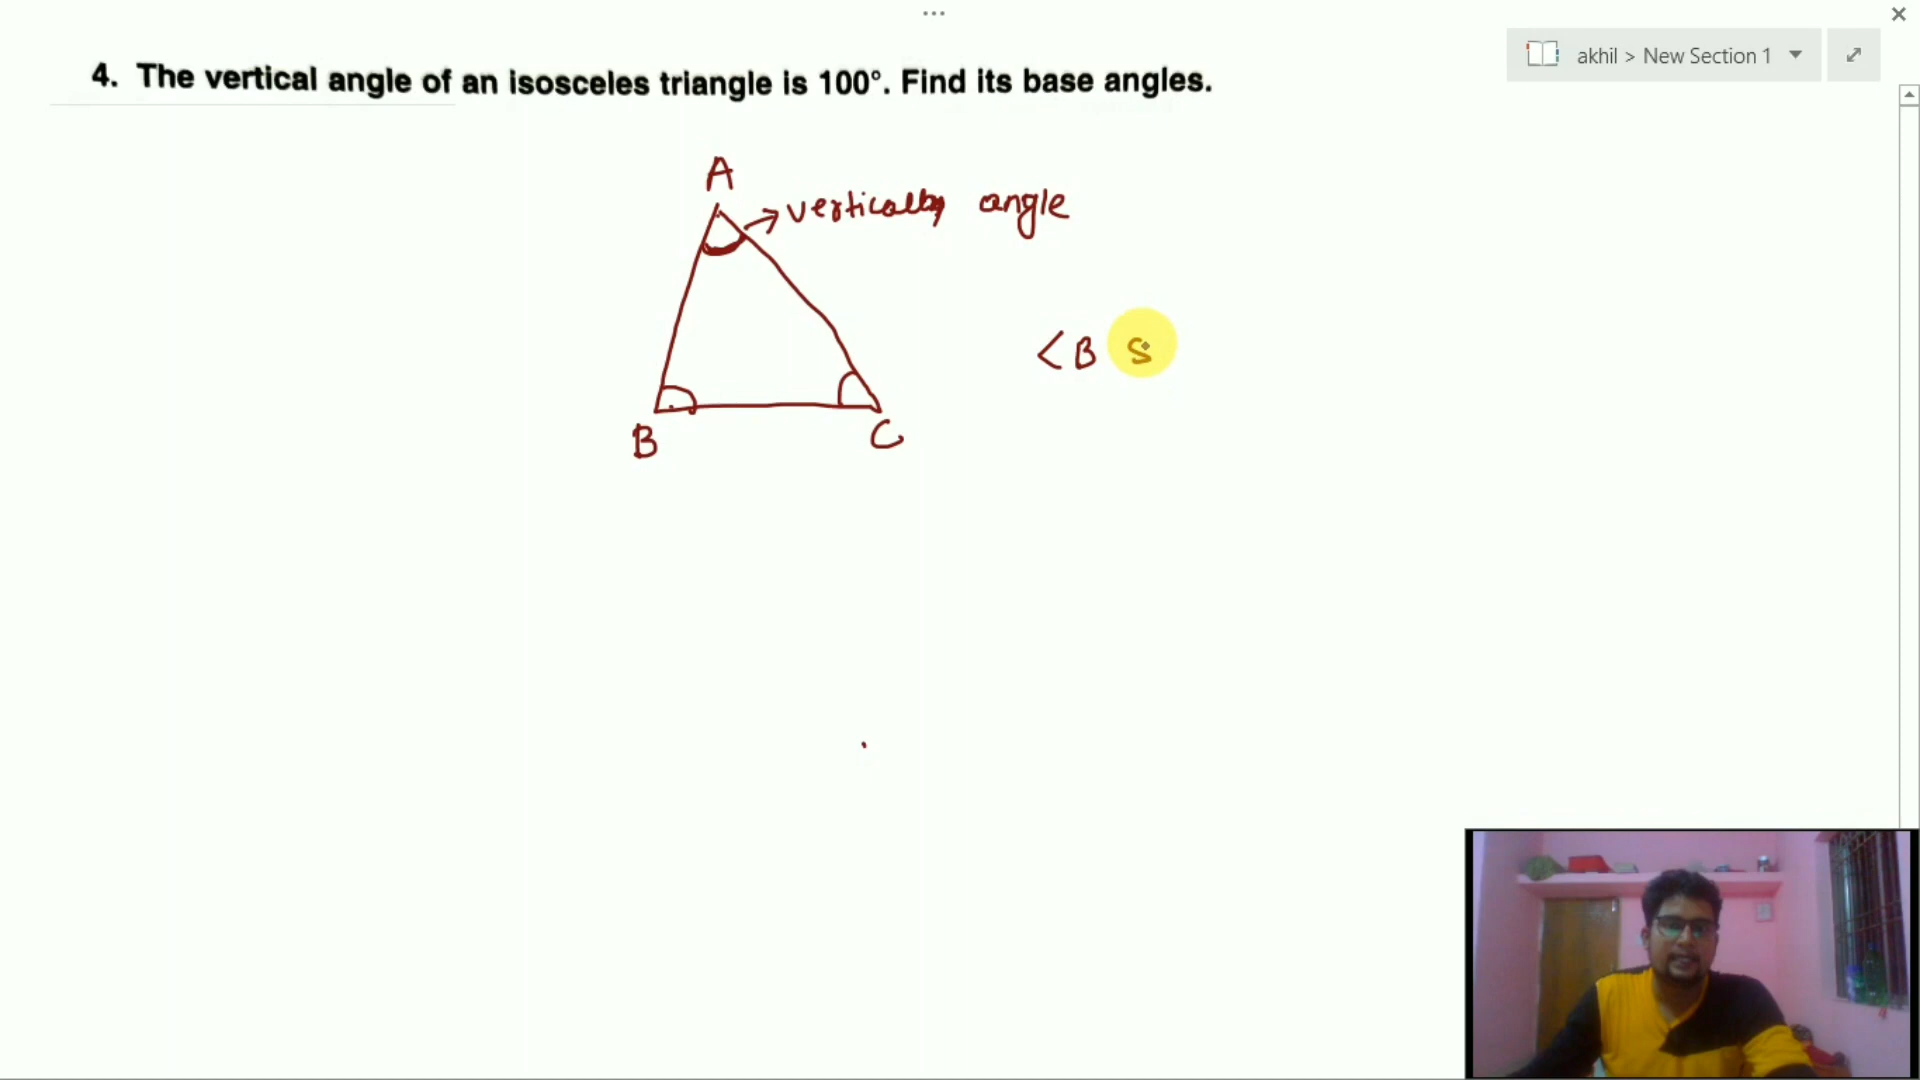 akhil > New Section 1
4. The vertical angle of an isosceles triangle is 100°. Find its base angles.
A
vertically angle
<B S
B
C